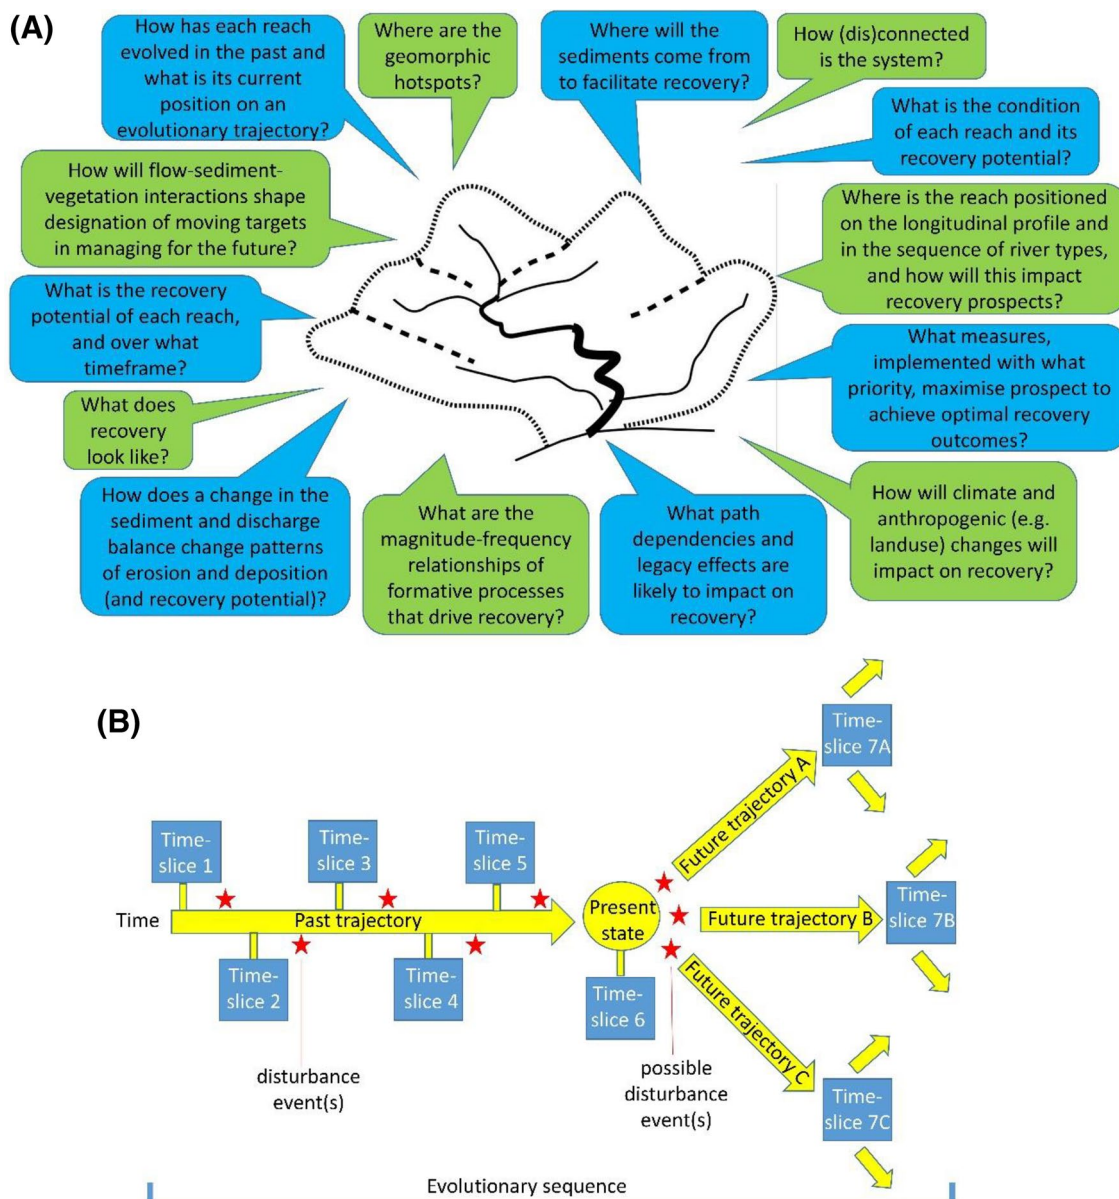 (A)
How has each reach
evolved in the past and
what is its current
position on an
evolutionary trajectory?
Where are the
geomorphic
hotspots?
Where will the
sediments come from
to facilitate recovery?
How (dis)connected
is the system?
What is the condition
of each reach and its
recovery potential?
How will flow-sediment-
vegetation interactions shape
designation of moving targets
in managing for the future?
Where is the reach positioned
on the longitudinal profile and
in the sequence of river types,
and how will this impact
recovery prospects?
What is the recovery
potential of each reach,
and over what
timeframe?
What measures,
implemented with what
priority, maximise prospect to
achieve optimal recovery
outcomes?
What does
recovery
look like?
How does a change in the
sediment and discharge
balance change patterns
of erosion and deposition
(and recovery potential)?
What are the
magnitude-frequency
relationships of
formative processes
that drive recovery?
What path
dependencies and
legacy effects are
likely to impact on
recovery?
How will climate and
anthropogenic (e.g.
landuse) changes will
impact on recovery?
(B)
Time-
slice 1
Time-
slice 3
Time-
slice 5
Time
Past trajectory
Time-
slice 2
Time-
slice 4
Present
state
Time-
slice 6
disturbance
event(s)
possible
disturbance
event(s)
Future trajectory A
Time-
slice 7A
Future trajectory B
Time-
slice 7B
Future trajectory C
Time-
slice 7C
Evolutionary sequence